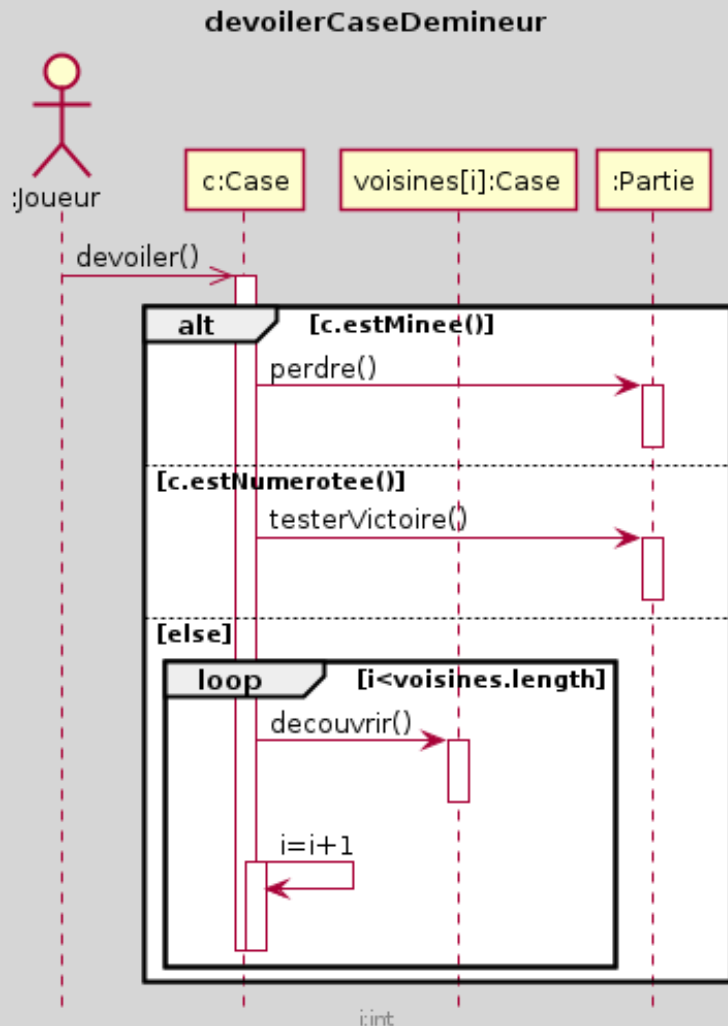 devoilerCaseDemineur
:Joueur
c:Case
voisines[i]:Case
:Partie
devoiler()
alt
[c.estMinee()]
perdre()
[c.estNumerotee()]
testerVictoire()
[else]
loop
[i<voisines.length]
decouvrir()
i=i+1
i:int